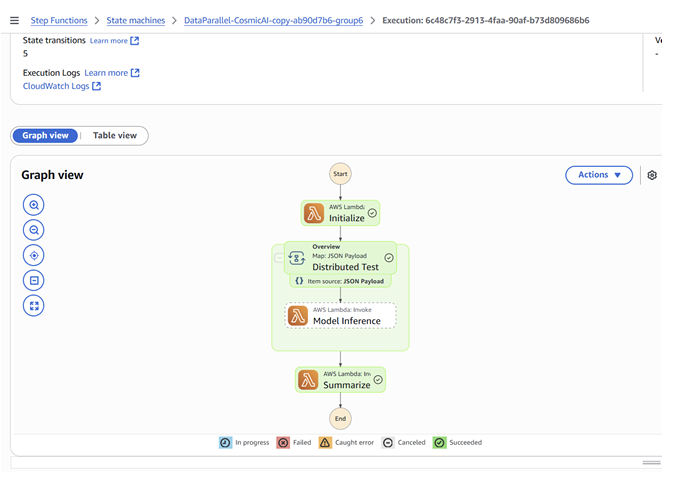 Step Functions > State machines > DataParallel-CosmicAI-copy-ab90d7b6-group6 > Execution: 6c48c7f3-2913-4faa-90af-b73d809686b6
State transitions Learn more
5
Ve
-
Execution Logs Learn more
CloudWatch Logs
Graph view Table view
Graph view
Actions
Start
AWS Lambda:
Initialize
Overview
Map: JSON Payload
Distributed Test
{} Item source: JSON Payload
AWS Lambda: Invoke
Model Inference
AWS Lambda: Inv
Summarize
End
In progress Failed Caught error Canceled Succeeded